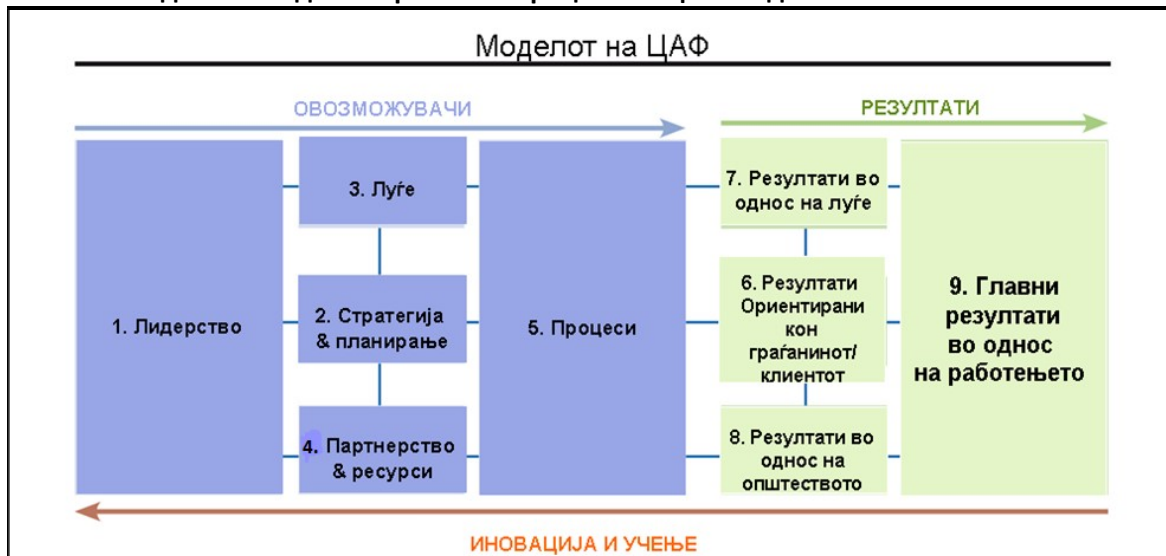 Моделот на ЦАФ
ОВОЗМОЖУВАЧИ
РЕЗУЛТАТИ
1. Лидерство
3. Луѓе
2. Стратегија
& планирање
4. Партнерство
& ресурси
5. Процеси
7. Резултати во
однос на луѓе
6. Резултати
Ориентирани
кон
граѓанинот/
клиентот
8. Резултати во
однос на
општеството
9. Главни
резултати
во однос
на работењето
ИНОВАЦИЈА И УЧЕЊЕ